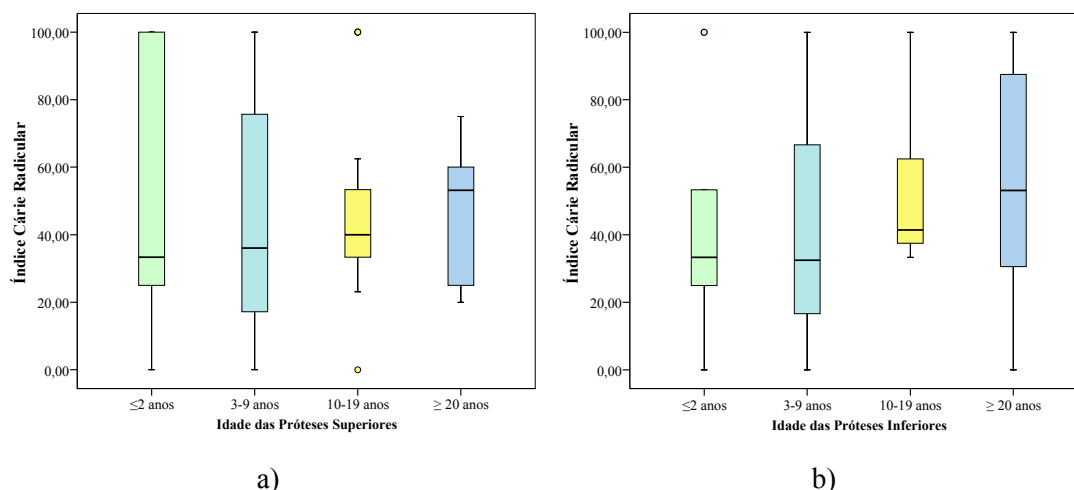 Índice Cárie Radicular
100,00
80,00
60,00
40,00
20,00
0,00
≤2 anos 3-9 anos 10-19 anos ≥ 20 anos
Idade das Próteses Superiores
a)
Índice Cárie Radicular
100,00
80,00
60,00
40,00
20,00
0,00
≤2 anos 3-9 anos 10-19 anos ≥ 20 anos
Idade das Próteses Inferiores
b)